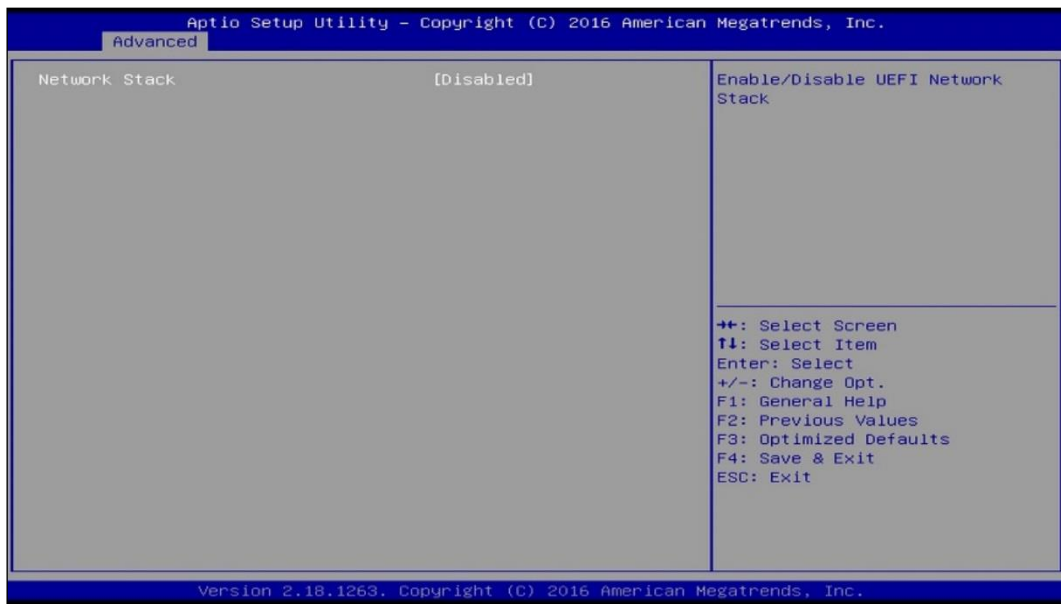 Aptio Setup Utility – Copyright (C) 2016 American Megatrends, Inc.
Advanced
Network Stack [Disabled]
Enable/Disable UEFI Network
Stack
→←: Select Screen
↑↓: Select Item
Enter: Select
+/-: Change Opt.
F1: General Help
F2: Previous Values
F3: Optimized Defaults
F4: Save & Exit
ESC: Exit
Version 2.18.1263. Copyright (C) 2016 American Megatrends, Inc.